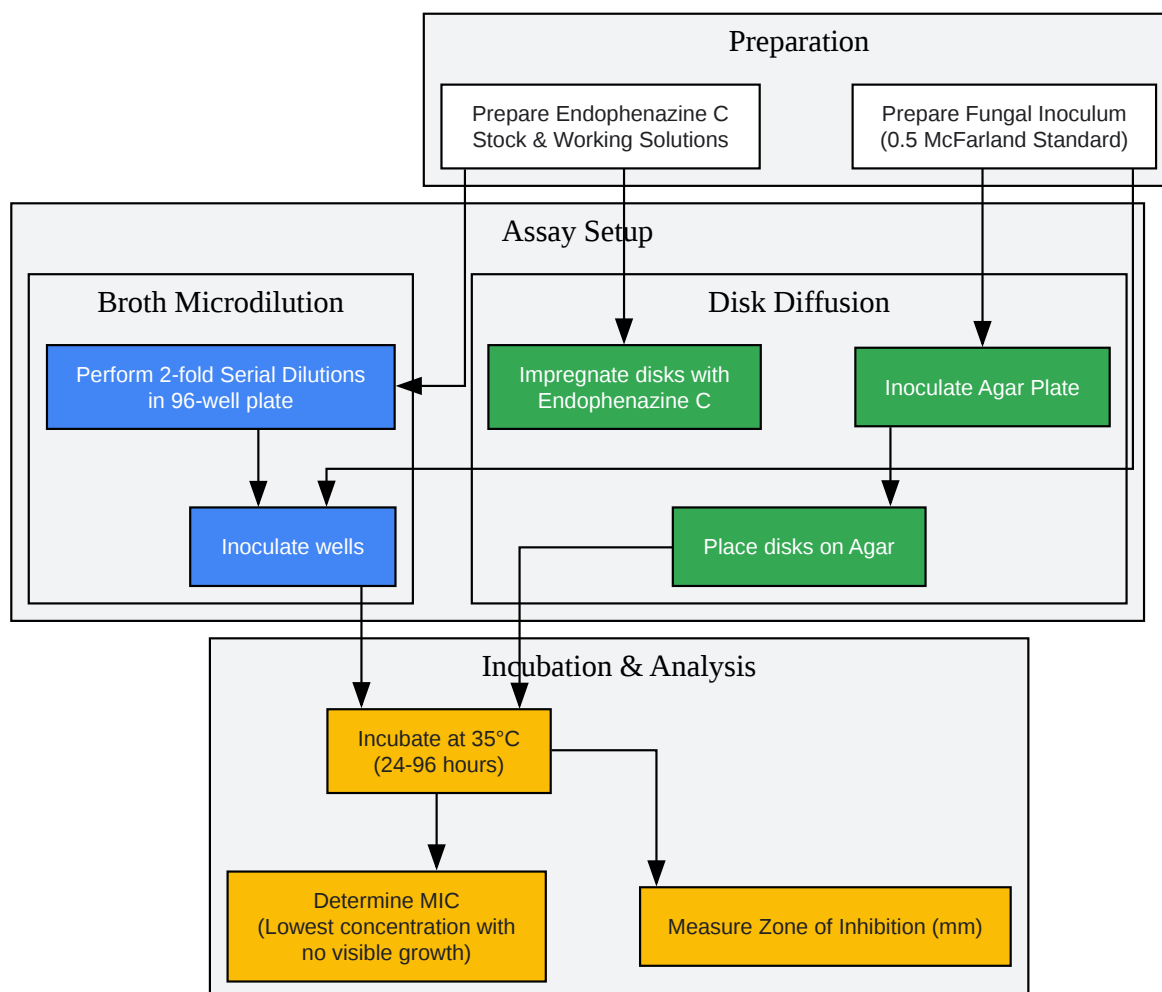 Preparation
Prepare Endophenazine C
Stock & Working Solutions
Prepare Fungal Inoculum
(0.5 McFarland Standard)
Assay Setup
Broth Microdilution
Disk Diffusion
Perform 2-fold Serial Dilutions
in 96-well plate
Impregnate disks with
Endophenazine C
Inoculate Agar Plate
Inoculate wells
Place disks on Agar
Incubation & Analysis
Incubate at 35°C
(24-96 hours)
Determine MIC
(Lowest concentration with
no visible growth)
Measure Zone of Inhibition (mm)